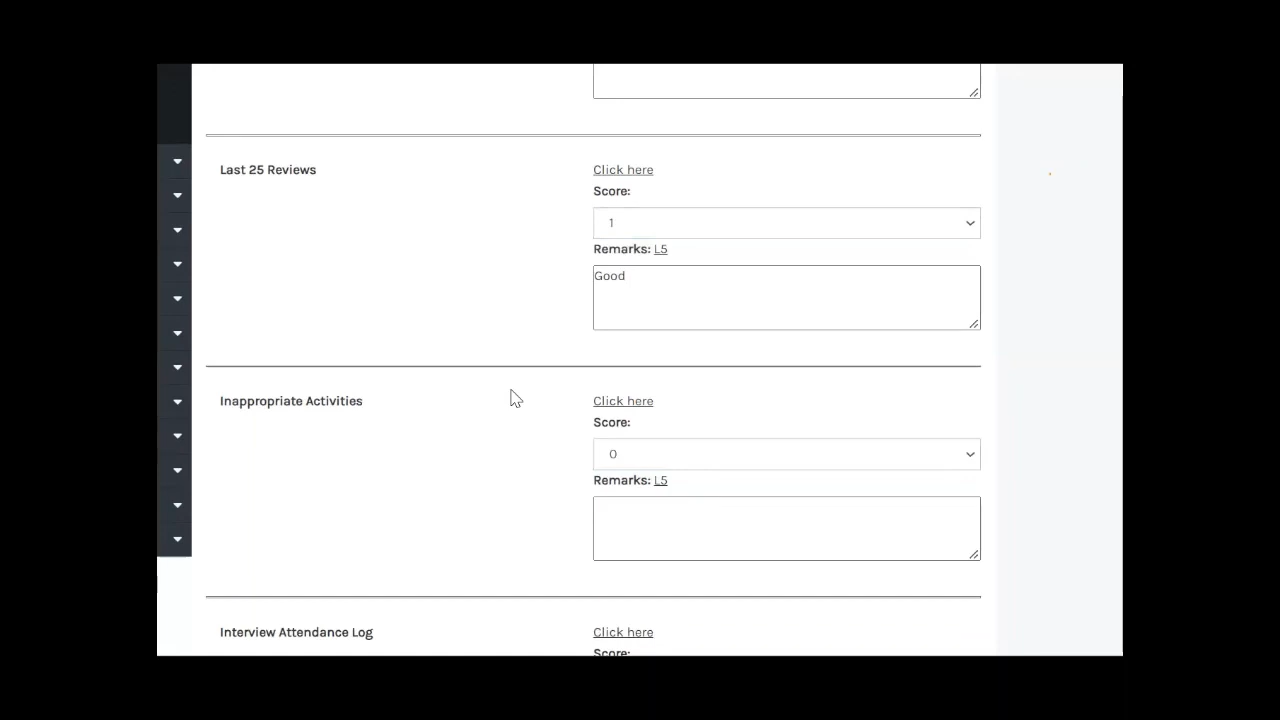 Last 25 Reviews
Click here
Score:
1
Remarks: L5
Good
Inappropriate Activities
Click here
Score:
0
Remarks: L5
Interview Attendance Log
Click here
Score: